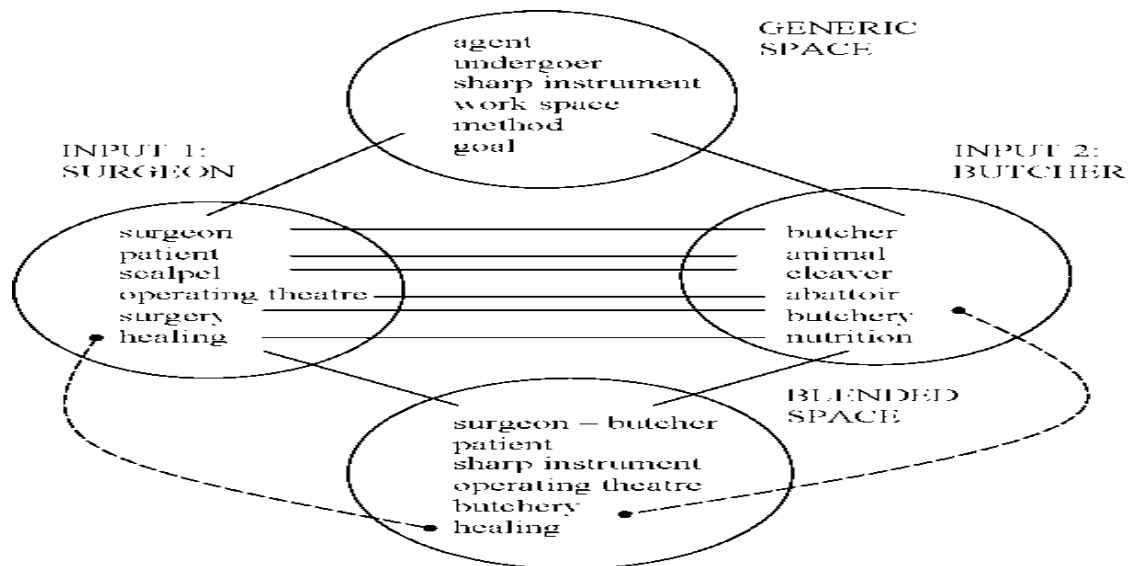 GENERIC
SPACE
agent
undergoer
sharp instrument
work space
method
goal
INPUT 1:
SURGEON
INPUT 2:
BUTCHER
surgeon
patient
scalpel
operating theatre
surgery
healing
butcher
animal
cleaver
abattoir
butchery
nutrition
BLENDED
SPACE
surgeon – butcher
patient
sharp instrument
operating theatre
butchery
healing